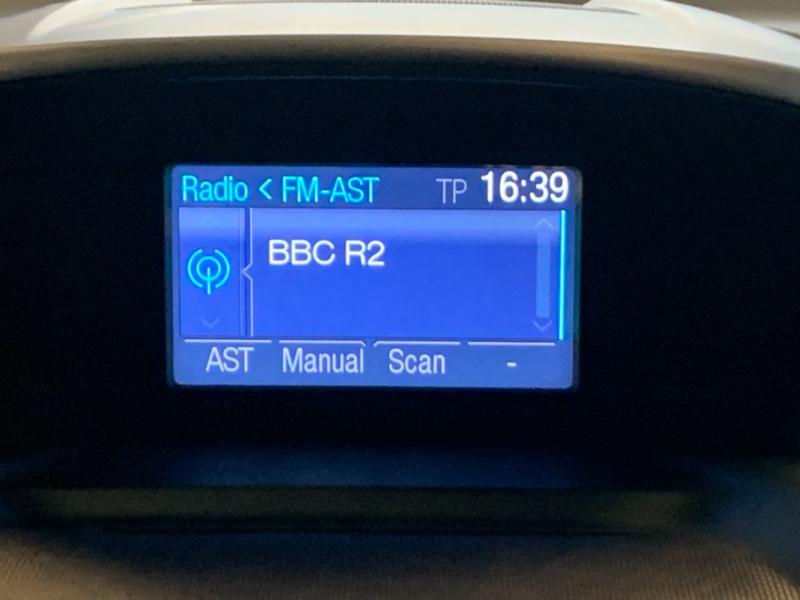 Radio < FM-AST TP 16:39
BBC R2
AST Manual Scan -